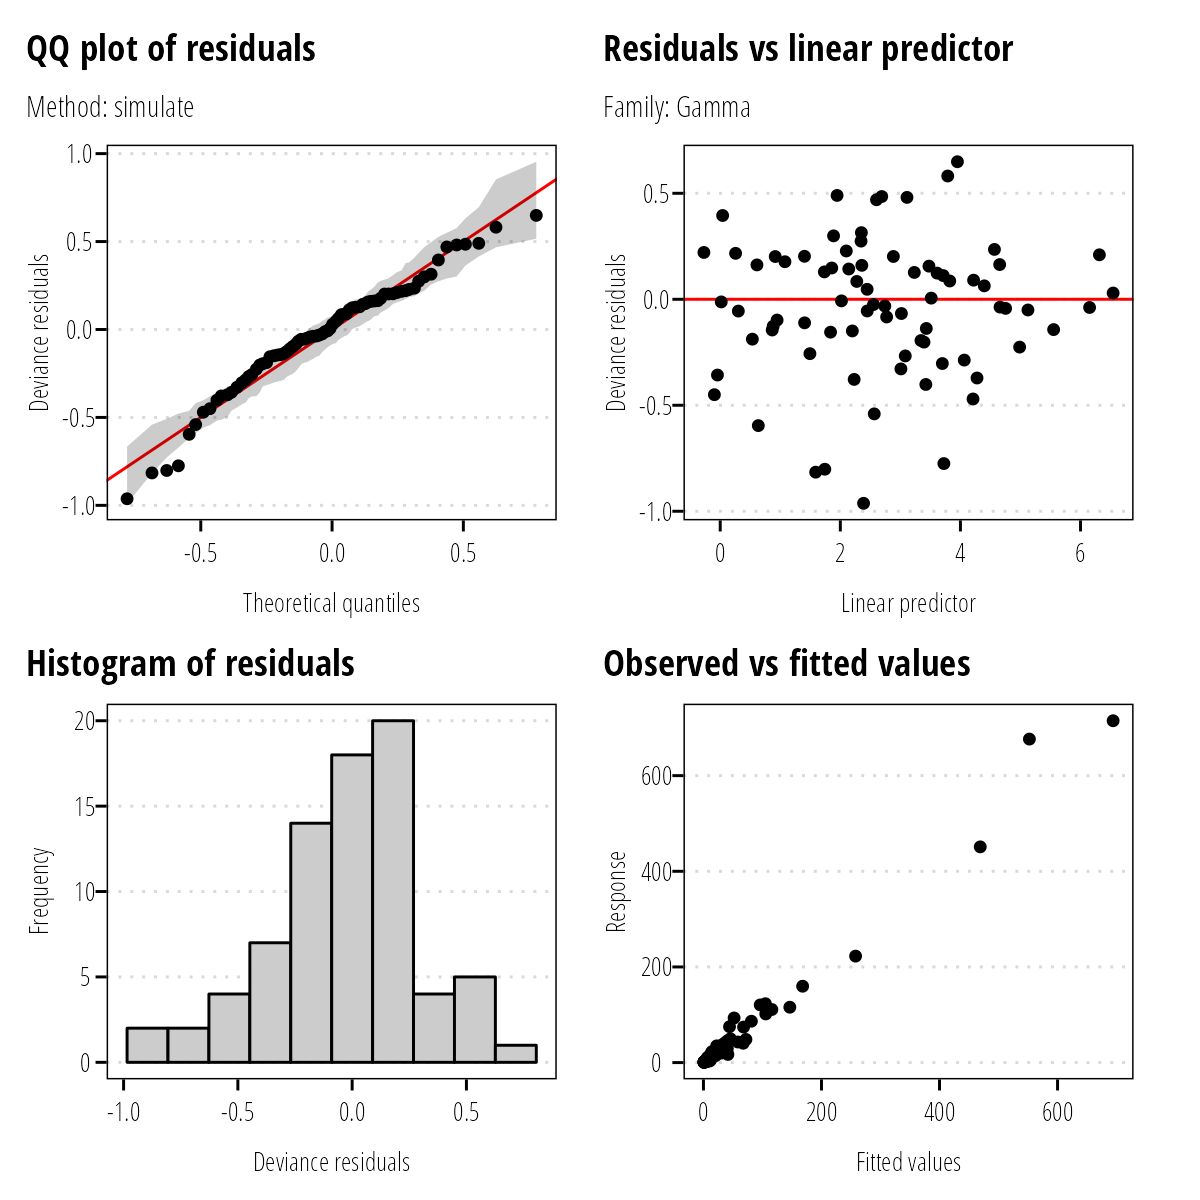 QQ plot of residuals
Method: simulate
1.0
0.5
0.0
-0.5
-1.0
Deviance residuals
-0.5
0.0
0.5
Theoretical quantiles
Residuals vs linear predictor
Family: Gamma
0.5
0.0
-0.5
-1.0
Deviance residuals
0
2
4
6
Linear predictor
Histogram of residuals
20
15
10
5
0
Frequency
-1.0
-0.5
0.0
0.5
Deviance residuals
Observed vs fitted values
600
400
200
0
Response
0
200
400
600
Fitted values